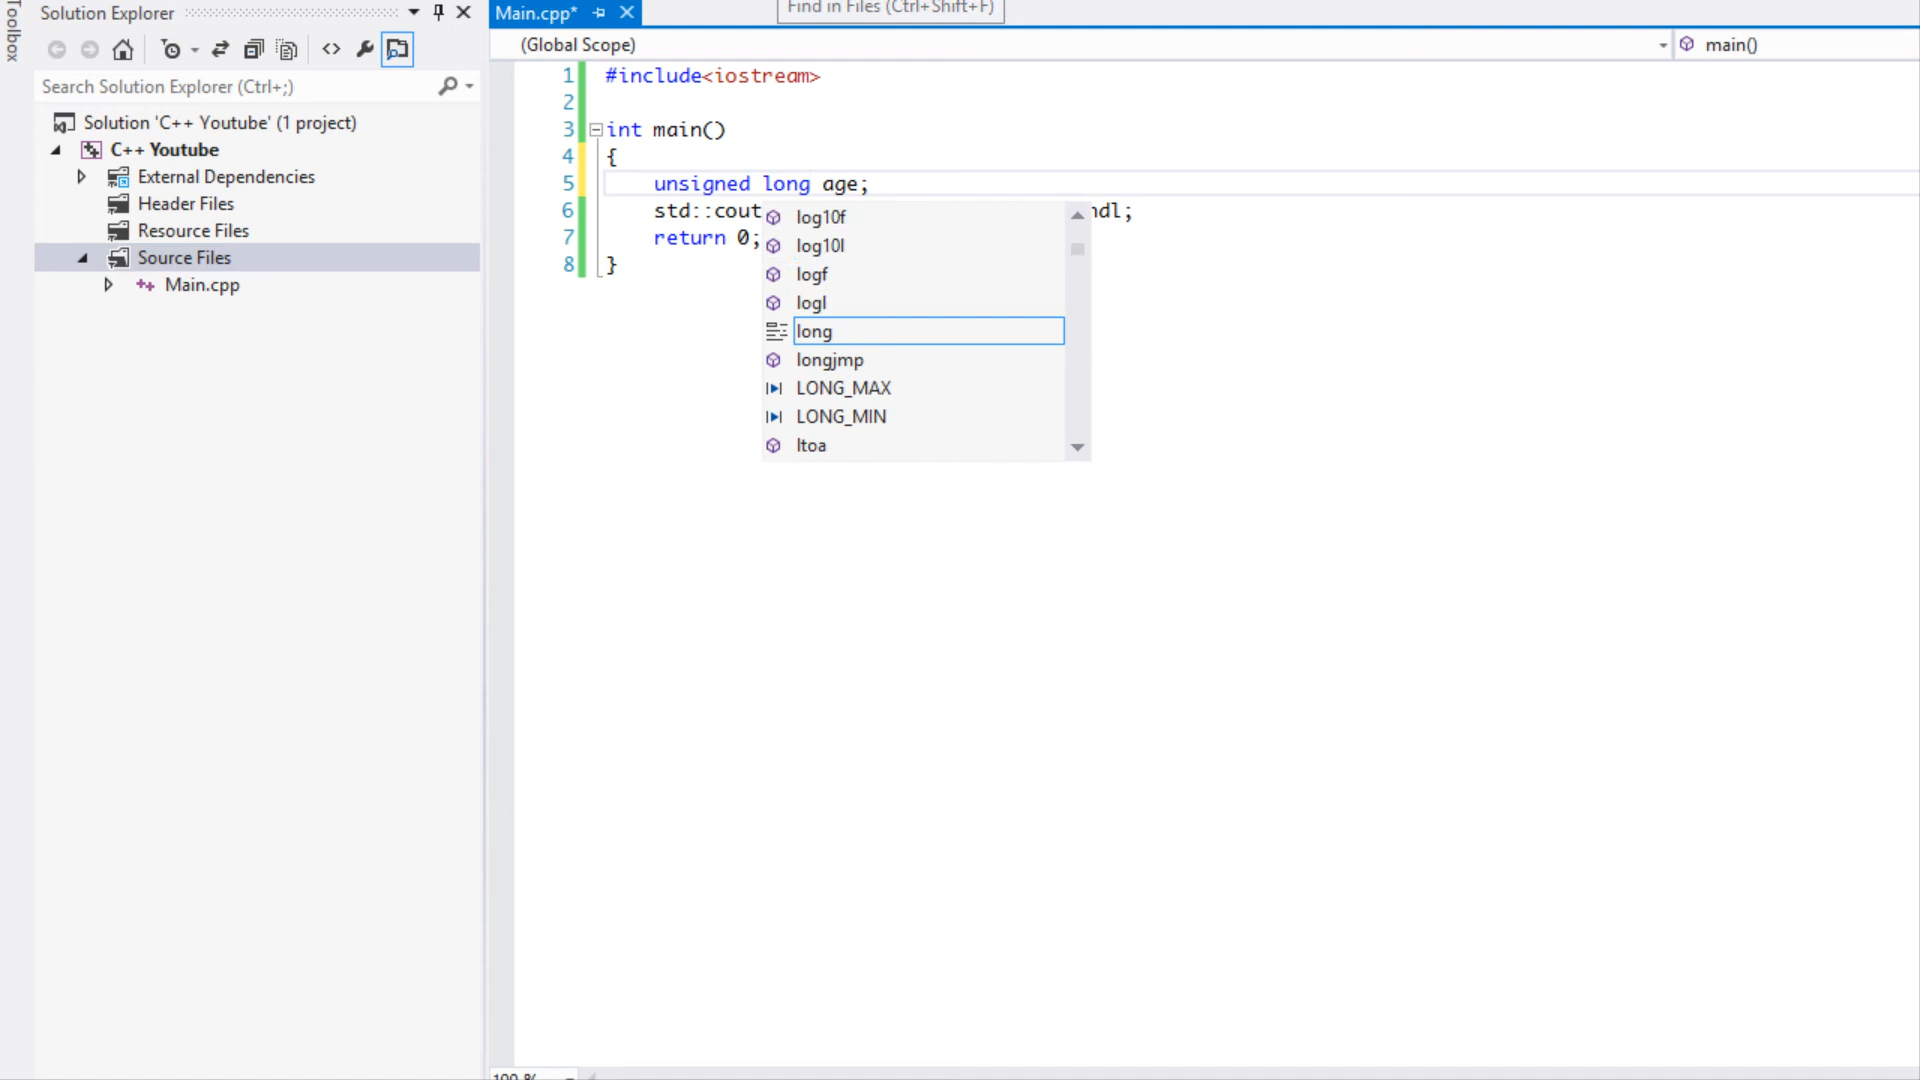 Toolbox
Solution Explorer
Search Solution Explorer (Ctrl+;)
Solution 'C++ Youtube' (1 project)
C++ Youtube
External Dependencies
Header Files
Resource Files
Source Files
Main.cpp
Main.cpp*
Find in Files (Ctrl+Shift+F)
(Global Scope)
main()
1 #include<iostream>
2
3 int main()
4 {
5 unsigned long age;
6 std::cout ndl;
7 return 0;
8 }
log10f
log10l
logf
logl
long
longjmp
LONG_MAX
LONG_MIN
ltoa
100 %